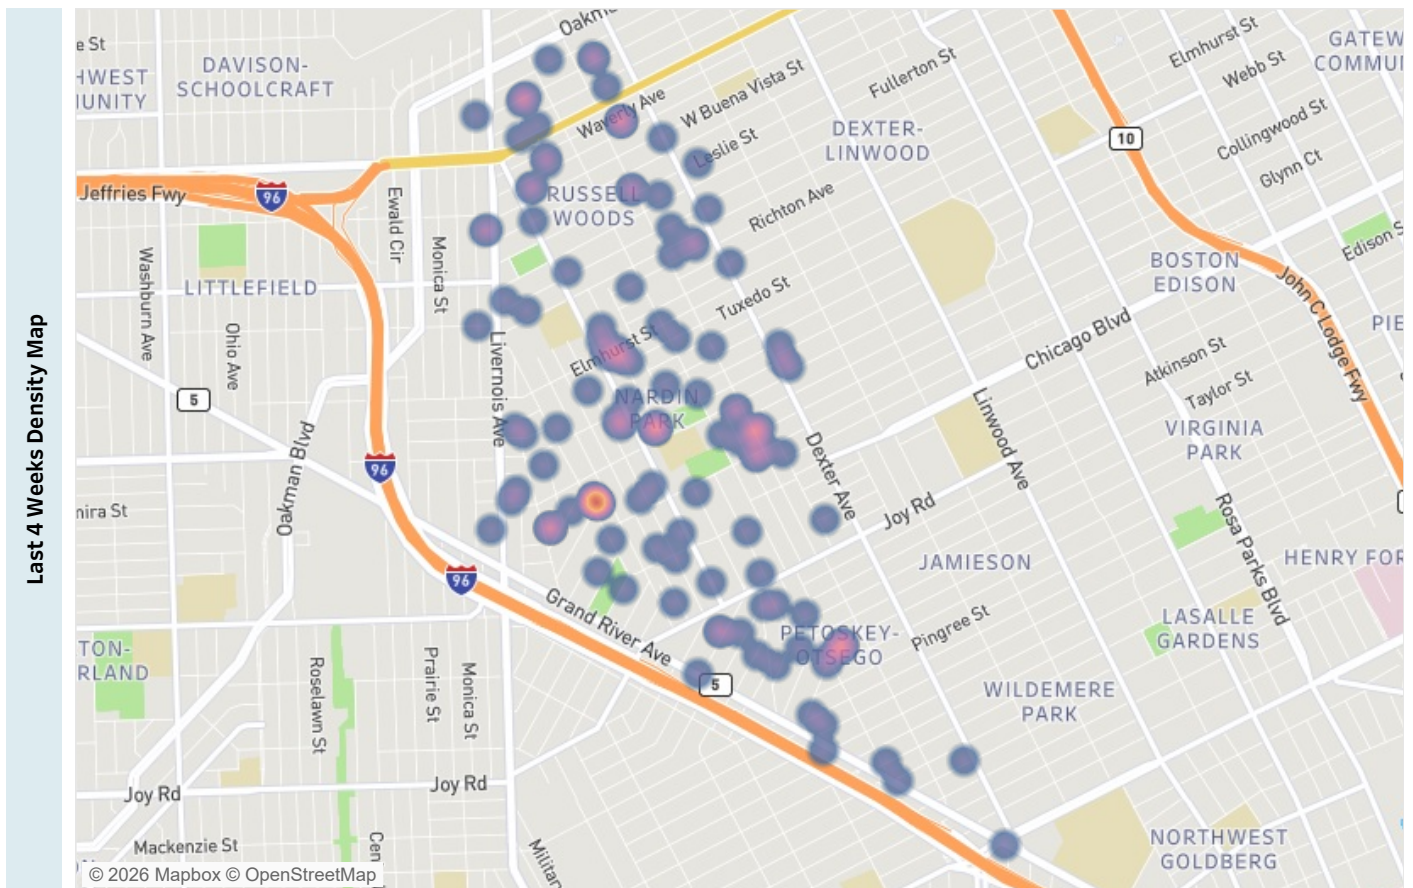 Last 4 Weeks Density Map
e St
HWEST
UNITY
DAVISON-
SCHOOLCRAFT
Elmhurst St
Webb St
GATEW
COMMU
Fullerton St
W Buena Vista St
Waverly Ave
Leslie St
DEXTER-
LINWOOD
10
Collingwood St
Glynn Ct
Jeffries Fwy
96
Ewald Cir
RUSSELL
WOODS
Richton Ave
Edison S
Washburn Ave
Monica St
LITTLEFIELD
BOSTON
EDISON
Tuxedo St
John C Lodge Fwy
PIE
Ohio Ave
Livernois Ave
Elmhurst St
Chicago Blvd
Atkinson St
Taylor St
5
NARDIN
PARK
Linwood Ave
VIRGINIA
PARK
Oakman Blvd
96
Dexter Ave
nira St
Joy Rd
Rosa Parks Blvd
JAMIESON
HENRY FOR
96
Grand River Ave
LASALLE
GARDENS
TON-
RLAND
PETOSKEY-
OTSEGO
Pingree St
Roselawn St
Prairie St
Monica St
5
WILDEMERE
PARK
Joy Rd
Joy Rd
Mackenzie St
Cen
Militar
NORTHWEST
GOLDBERG
© 2026 Mapbox © OpenStreetMap